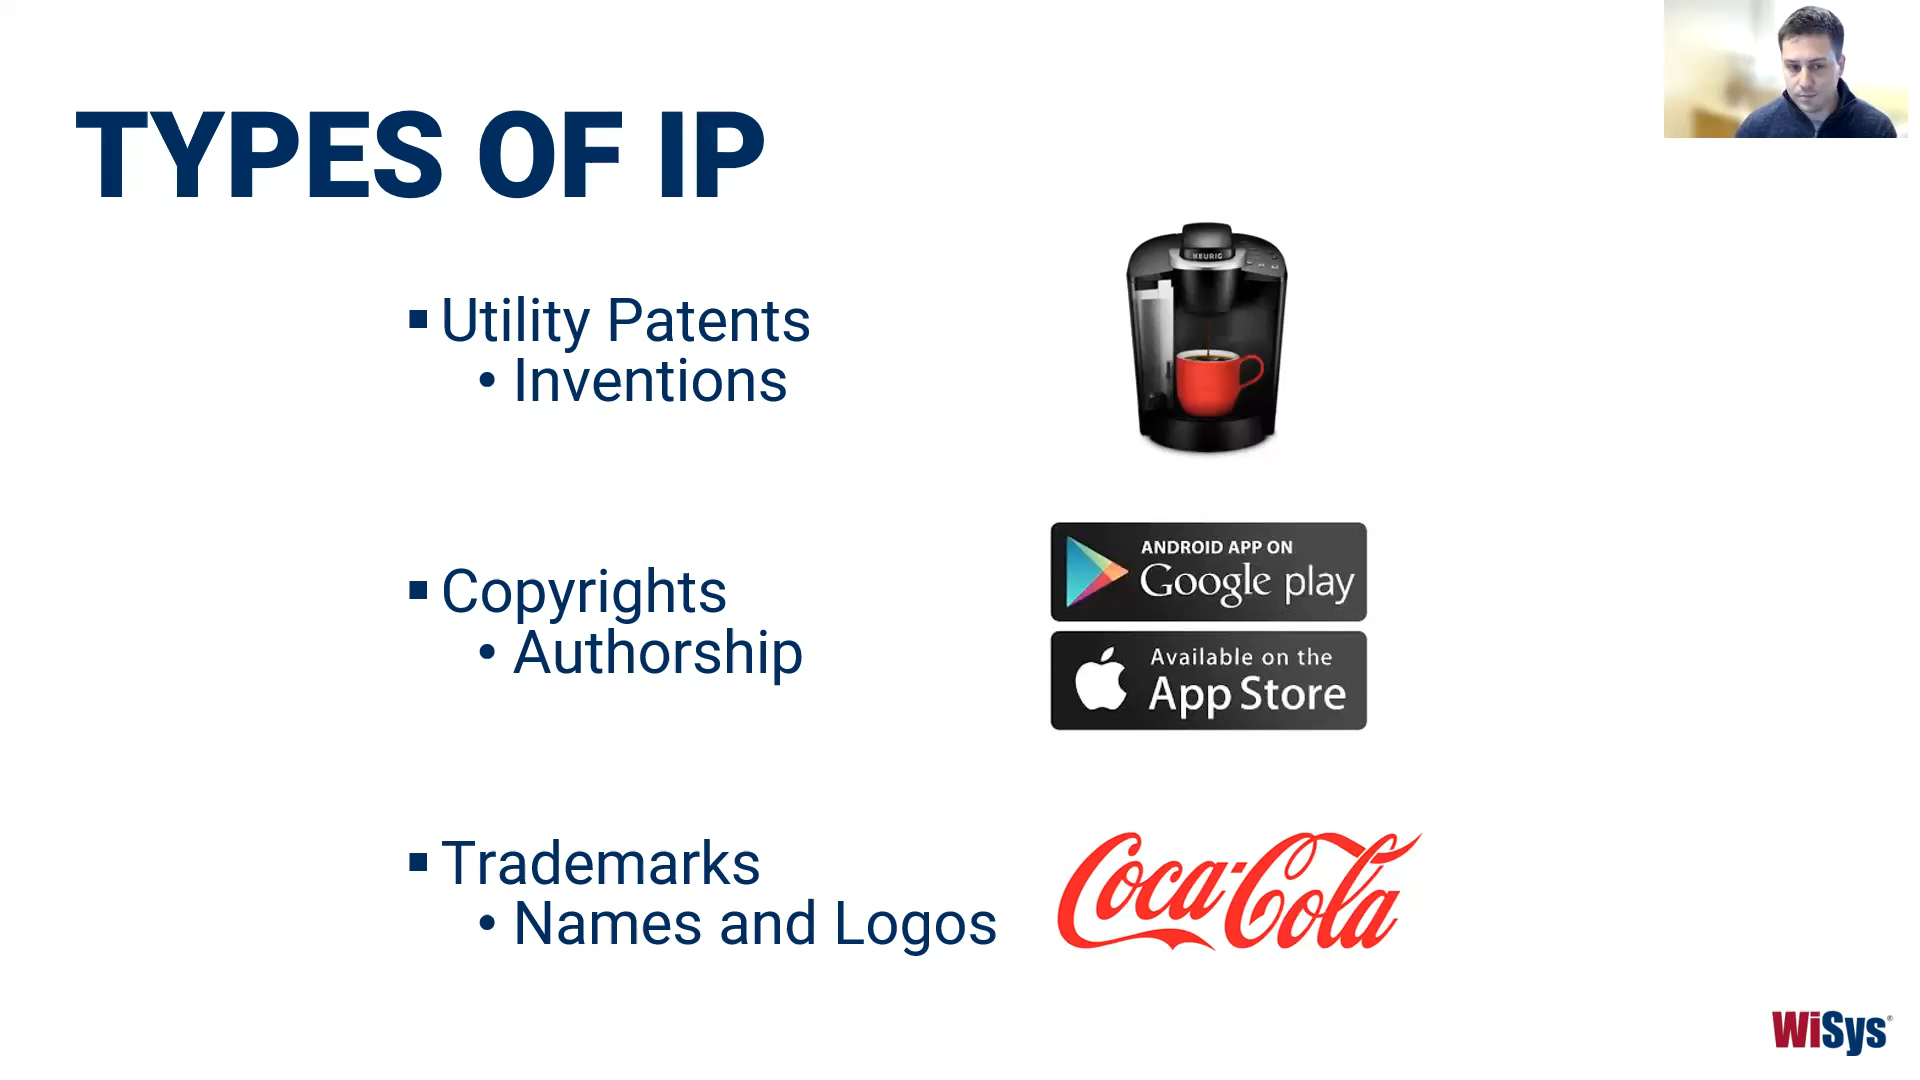 TYPES OF IP
▪ Utility Patents
• Inventions
KEURIG
▪ Copyrights
• Authorship
ANDROID APP ON
Google play
Available on the
App Store
▪ Trademarks
• Names and Logos
Coca-Cola
WiSys®